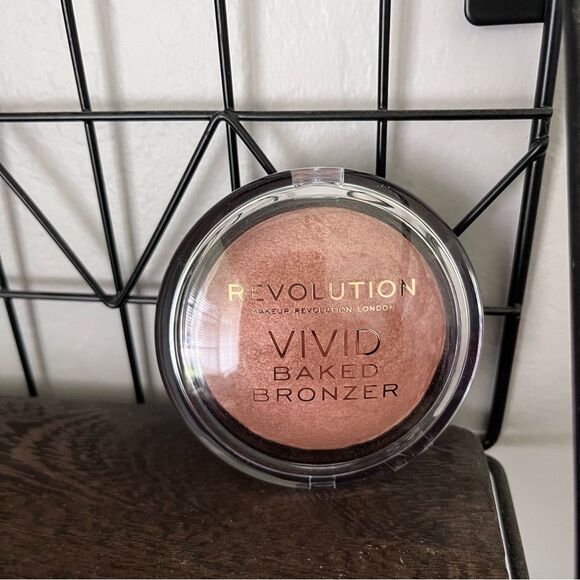 REVOLUTION
MAKEUP REVOLUTION LONDON
VIVID
BAKED
BRONZER